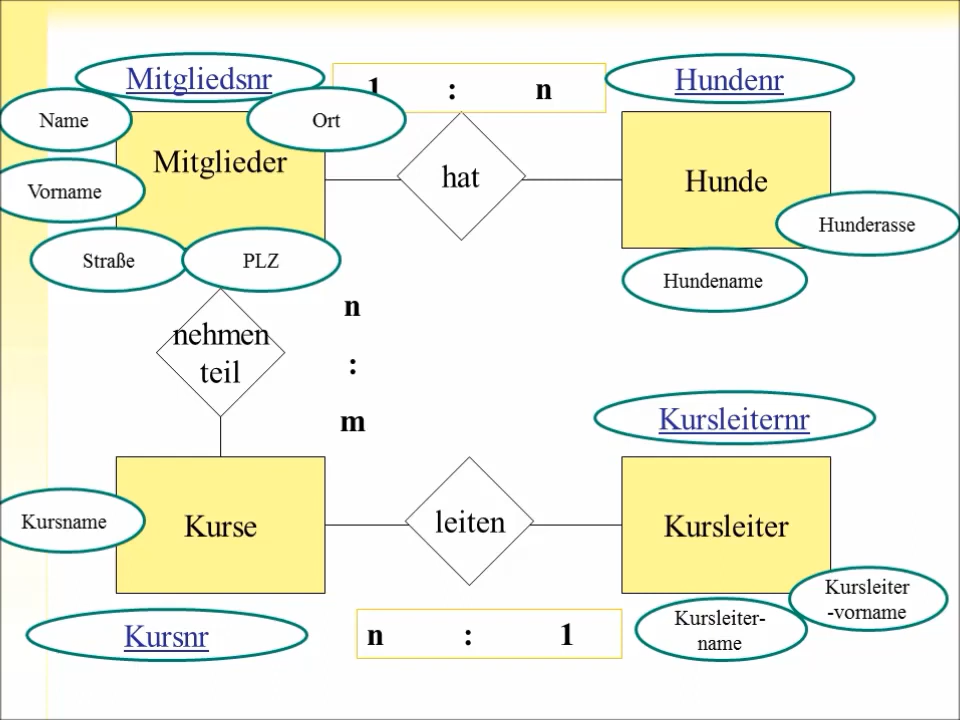 Mitgliedsnr
1 : n
Hundenr
Name
Ort
Mitglieder
hat
Hunde
Vorname
Hunderasse
Straße
PLZ
Hundename
n
:
m
nehmen
teil
Kursleiternr
Kursname
Kurse
leiten
Kursleiter
Kursleiter
-vorname
Kursleiter-
name
Kursnr
n : 1